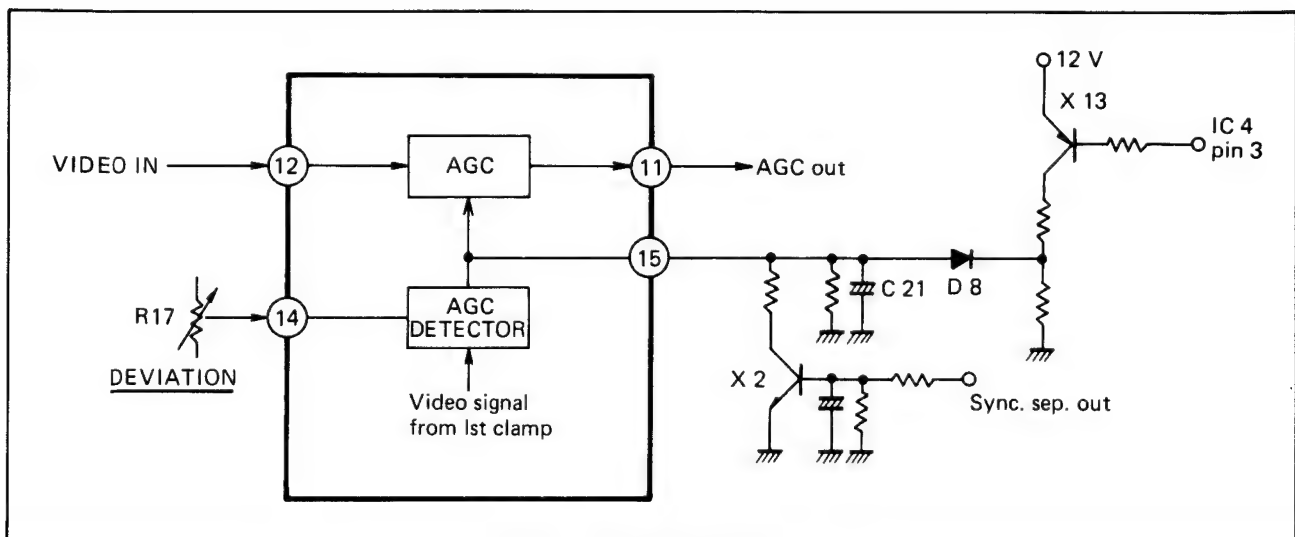 12 V
X 13
IC 4
pin 3
VIDEO IN
12
AGC
11
AGC out
15
R17
14
AGC
DETECTOR
C 21
D 8
DEVIATION
X 2
Video signal
from Ist clamp
Sync. sep. out